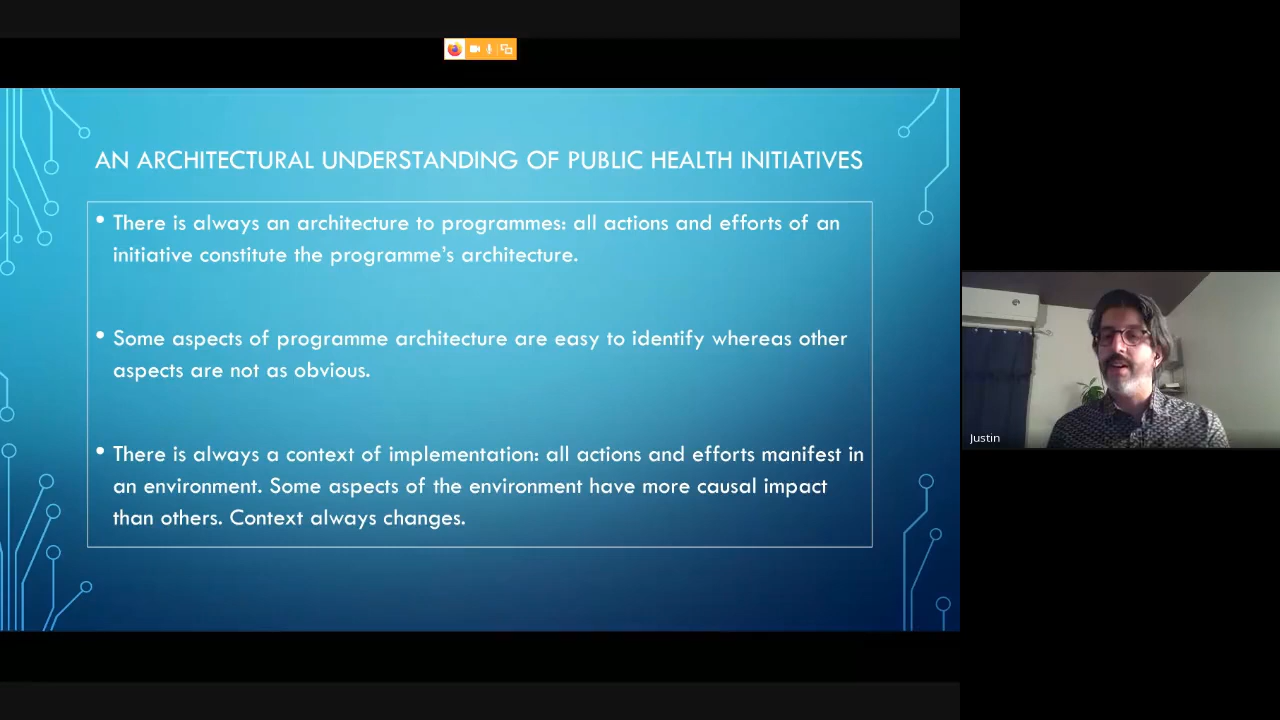 AN ARCHITECTURAL UNDERSTANDING OF PUBLIC HEALTH INITIATIVES
• There is always an architecture to programmes: all actions and efforts of an
initiative constitute the programme’s architecture.
• Some aspects of programme architecture are easy to identify whereas other
aspects are not as obvious.
• There is always a context of implementation: all actions and efforts manifest in
an environment. Some aspects of the environment have more causal impact
than others. Context always changes.
Justin